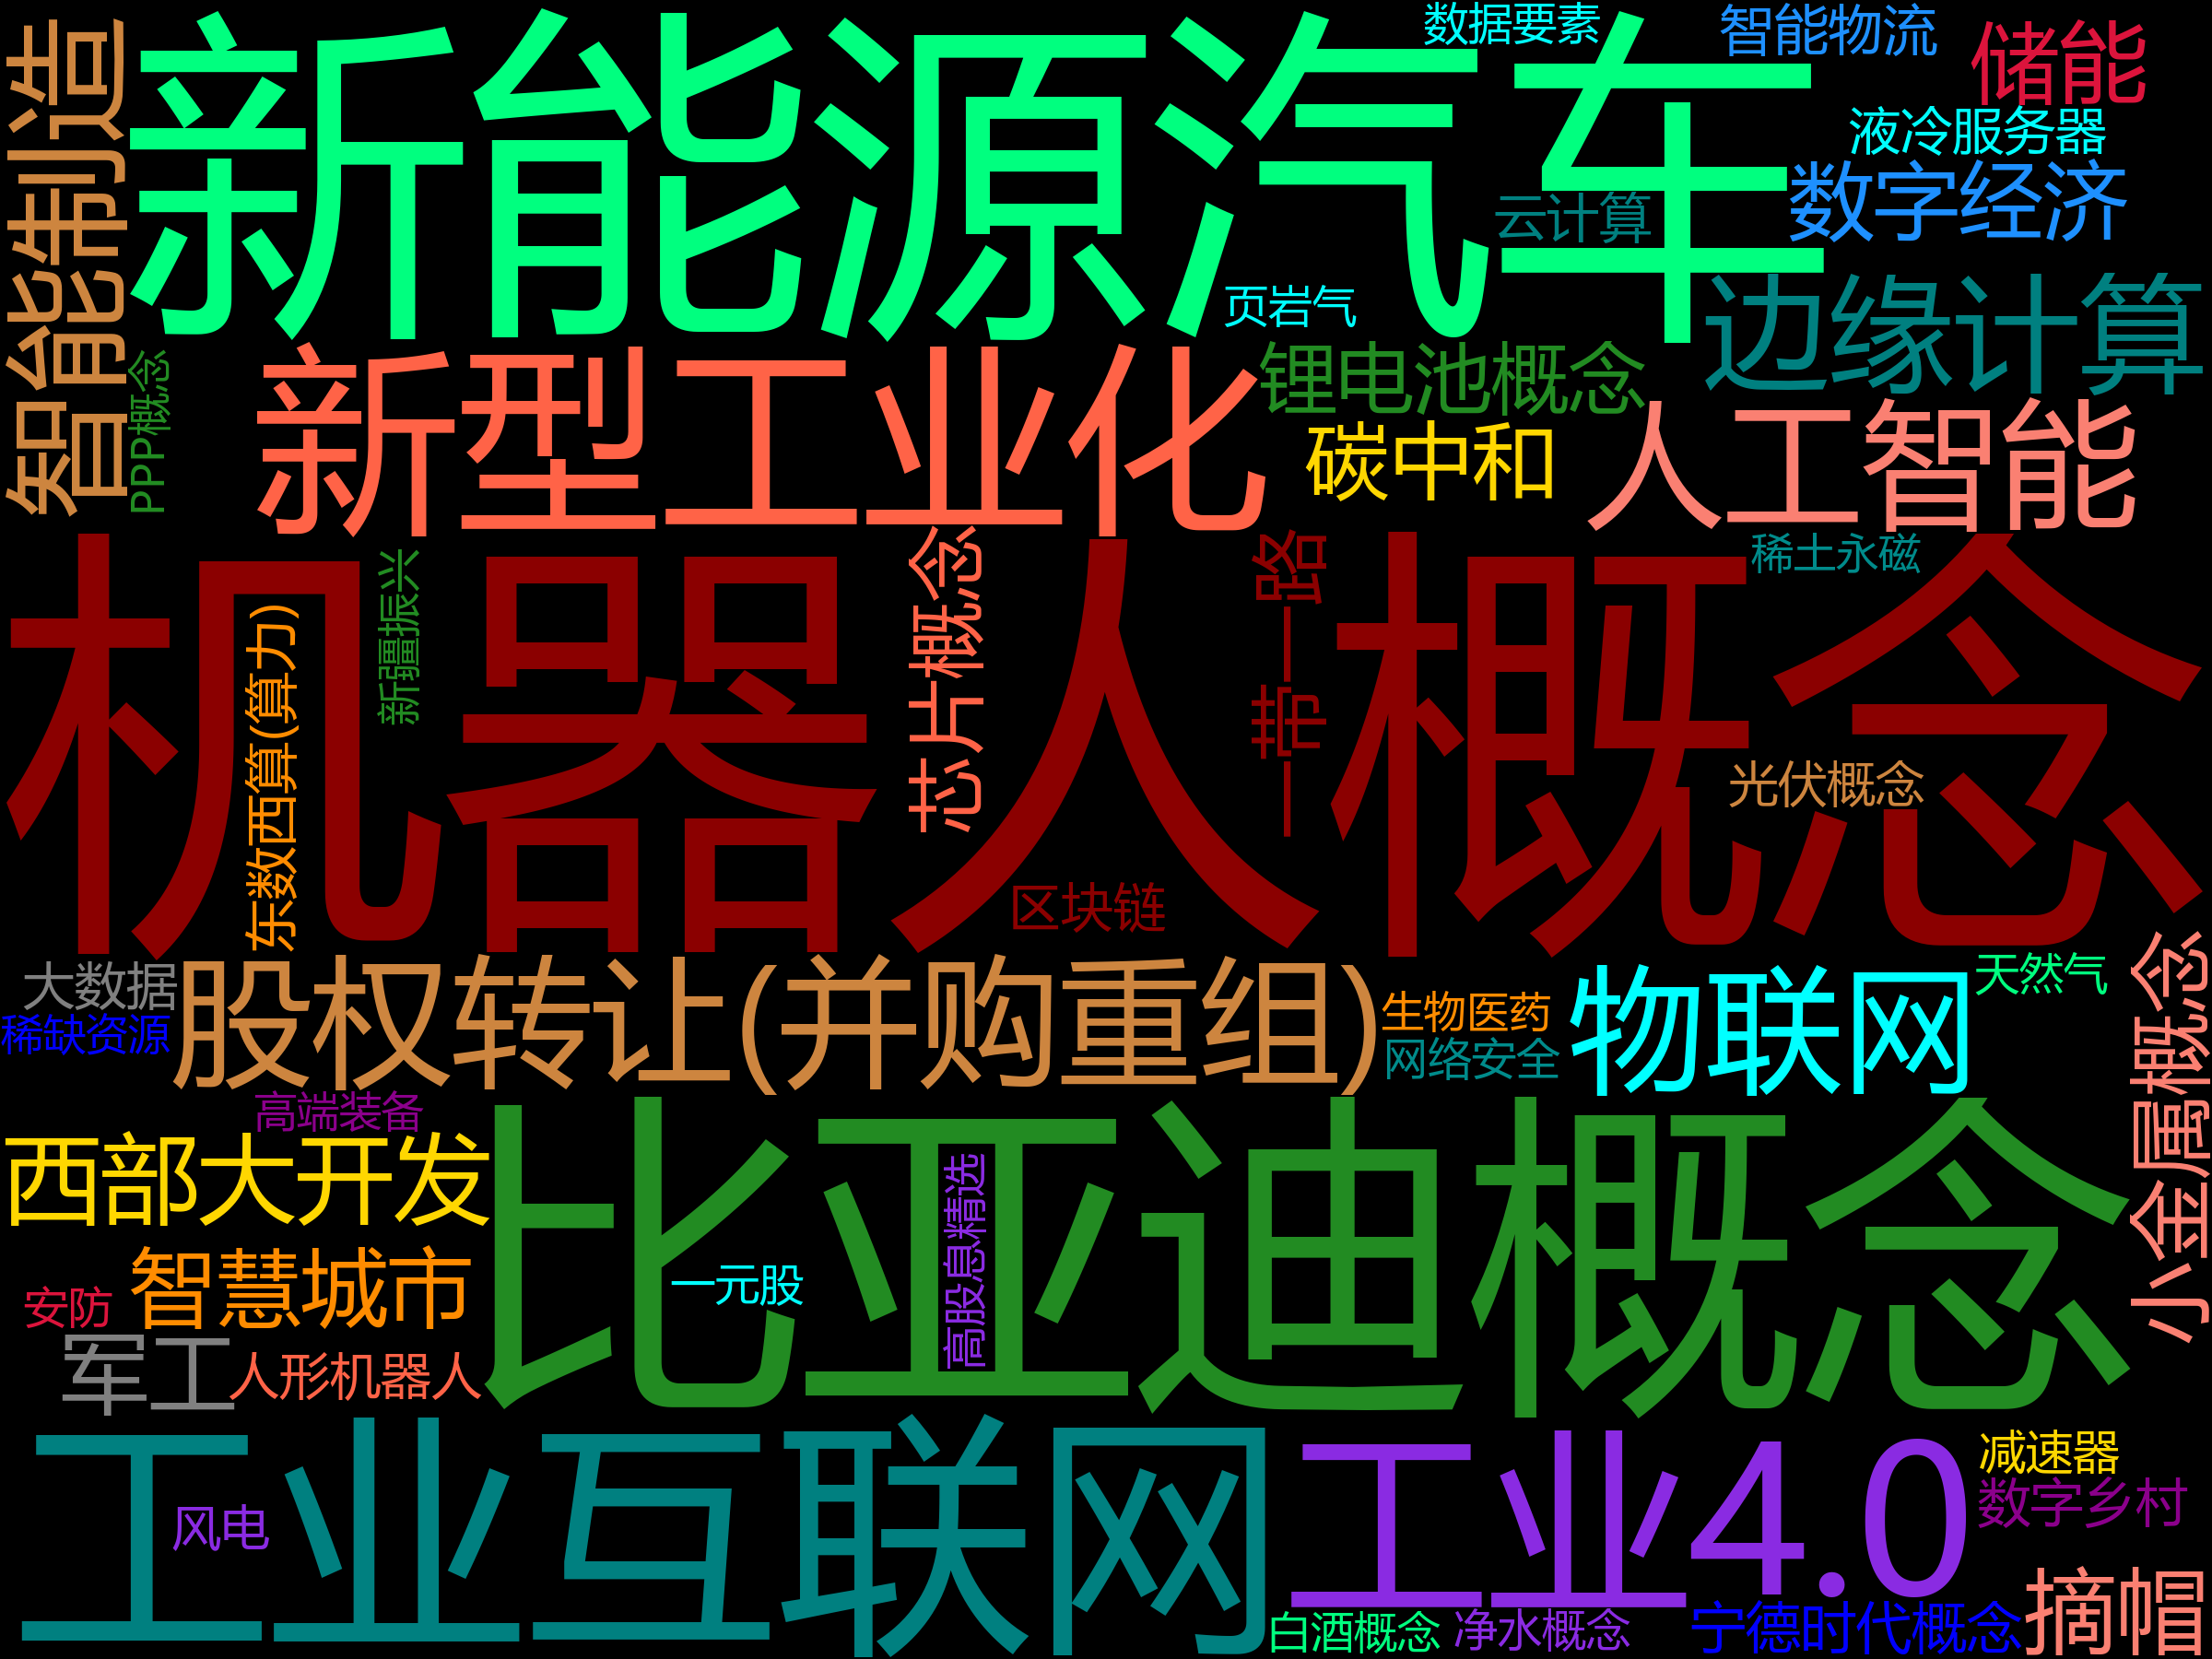 智能制造
新能源汽车
数据要素
智能物流
储能
液冷服务器
数字经济
云计算
页岩气
边缘计算
PPP概念
新型工业化
锂电池概念
碳中和
人工智能
机器人概念
东数西算(算力)
新疆振兴
芯片概念
一带一路
稀土永磁
光伏概念
区块链
大数据
稀缺资源
股权转让(并购重组)
生物医药
网络安全
物联网
天然气
小金属概念
高端装备
西部大开发
比亚迪概念
高股息精选
一元股
智慧城市
安防
军工
人形机器人
工业互联网
风电
工业4.0
减速器
数字乡村
白酒概念
净水概念
宁德时代概念
摘帽